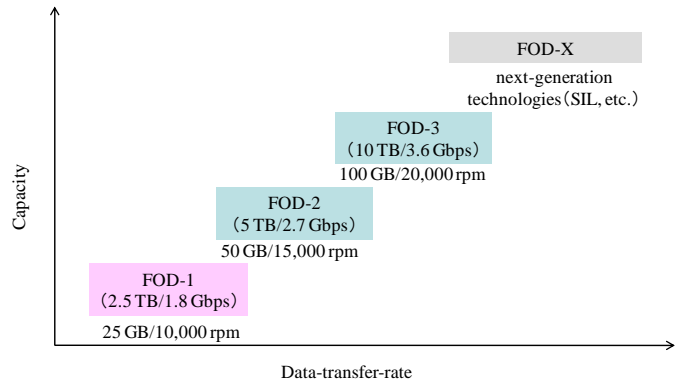 FOD-X
next-generation
technologies(SIL, etc.)
FOD-3
(10 TB/3.6 Gbps)
100 GB/20,000 rpm
FOD-2
(5 TB/2.7 Gbps)
50 GB/15,000 rpm
FOD-1
(2.5 TB/1.8 Gbps)
25 GB/10,000 rpm
Capacity
Data-transfer-rate